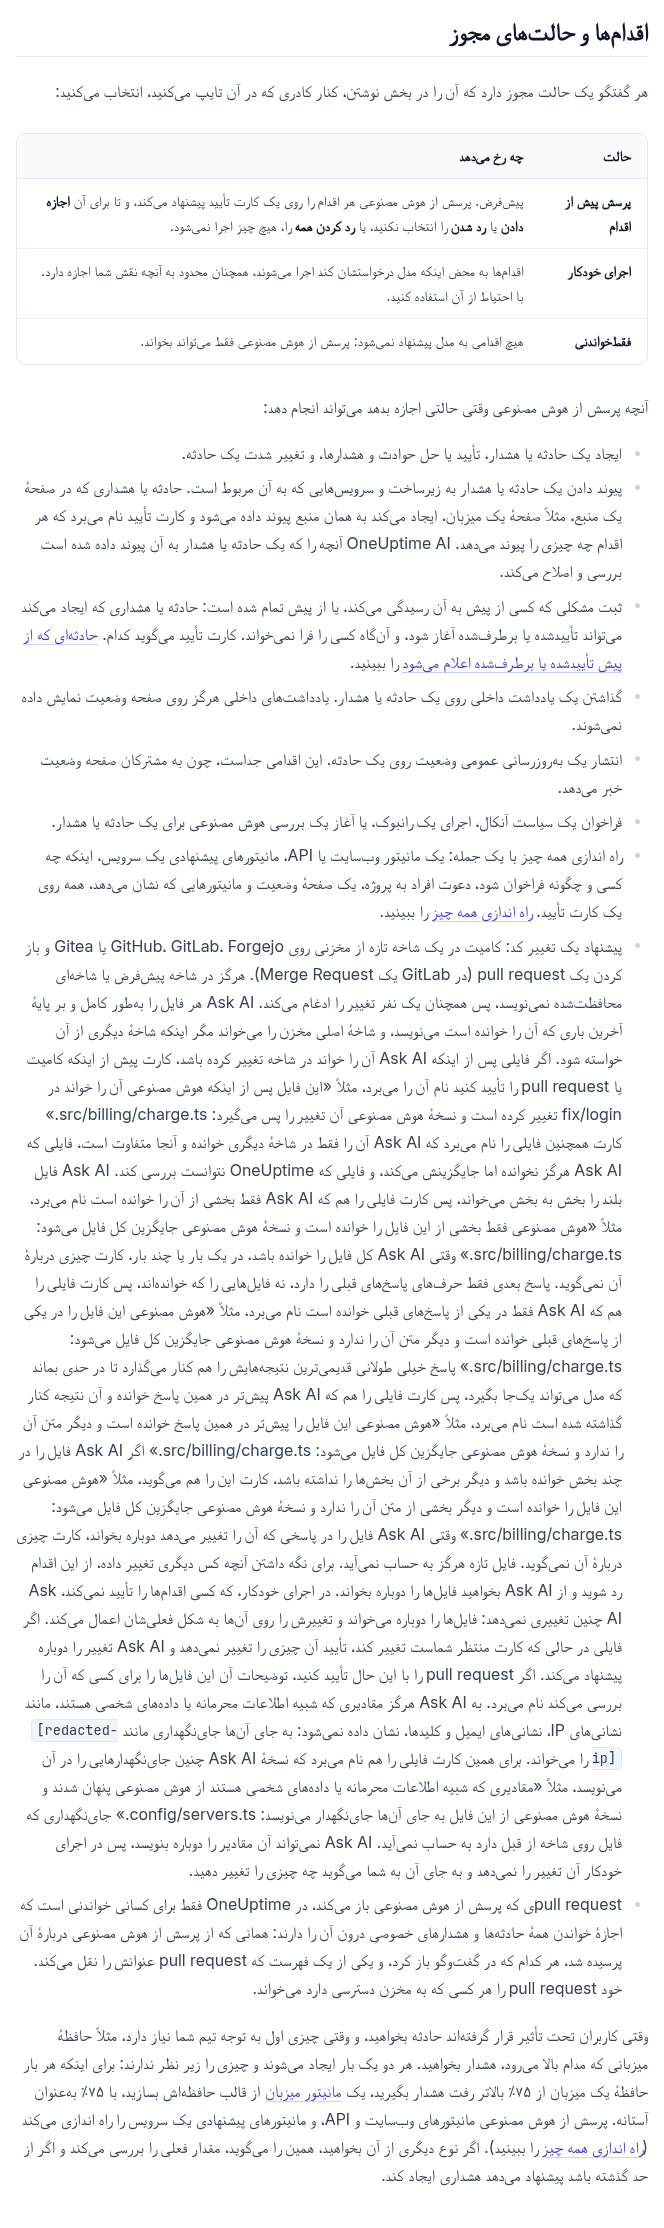 اقدام‌ها و حالت‌های مجوز
هر گفتگو یک حالت مجوز دارد که آن را در بخش نوشتن، کنار کادری که در آن تایپ می‌کنید، انتخاب می‌کنید:
حالت	چه رخ می‌دهد
پرسش پیش از اقدام	پیش‌فرض. پرسش از هوش مصنوعی هر اقدام را روی یک کارت تأیید پیشنهاد می‌کند، و تا برای آن اجازه
دادن یا رد شدن را انتخاب نکنید، یا رد کردن همه را، هیچ چیز اجرا نمی‌شود.
اجرای خودکار	اقدام‌ها به محض اینکه مدل درخواستشان کند اجرا می‌شوند، همچنان محدود به آنچه نقش شما اجازه دارد.
با احتیاط از آن استفاده کنید.
فقط‌خواندنی	هیچ اقدامی به مدل پیشنهاد نمی‌شود: پرسش از هوش مصنوعی فقط می‌تواند بخواند.
آنچه پرسش از هوش مصنوعی وقتی حالتی اجازه بدهد می‌تواند انجام دهد:
ایجاد یک حادثه یا هشدار، تأیید یا حل حوادث و هشدارها، و تغییر شدت یک حادثه.
پیوند دادن یک حادثه یا هشدار به زیرساخت و سرویس‌هایی که به آن مربوط است. حادثه یا هشداری که در صفحهٔ
یک منبع، مثلاً صفحهٔ یک میزبان، ایجاد می‌کند به همان منبع پیوند داده می‌شود و کارت تأیید نام می‌برد که هر
اقدام چه چیزی را پیوند می‌دهد. OneUptime AI آنچه را که یک حادثه یا هشدار به آن پیوند داده شده است
بررسی و اصلاح می‌کند.
ثبت مشکلی که کسی از پیش به آن رسیدگی می‌کند، یا از پیش تمام شده است: حادثه یا هشداری که ایجاد می‌کند
می‌تواند تأییدشده یا برطرف‌شده آغاز شود، و آن‌گاه کسی را فرا نمی‌خواند. کارت تأیید می‌گوید کدام. حادثه‌ای که از
پیش تأییدشده یا برطرف‌شده اعلام می‌شود را ببینید.
گذاشتن یک یادداشت داخلی روی یک حادثه یا هشدار. یادداشت‌های داخلی هرگز روی صفحه وضعیت نمایش داده
نمی‌شوند.
انتشار یک به‌روزرسانی عمومی وضعیت روی یک حادثه. این اقدامی جداست، چون به مشترکان صفحه وضعیت
خبر می‌دهد.
فراخوان یک سیاست آنکال، اجرای یک رانبوک، یا آغاز یک بررسی هوش مصنوعی برای یک حادثه یا هشدار.
راه اندازی همه چیز با یک جمله: یک مانیتور وب‌سایت یا API، مانیتورهای پیشنهادی یک سرویس، اینکه چه
کسی و چگونه فراخوان شود، دعوت افراد به پروژه، یک صفحهٔ وضعیت و مانیتورهایی که نشان می‌دهد، همه روی
یک کارت تأیید. راه اندازی همه چیز را ببینید.
پیشنهاد یک تغییر کد: کامیت در یک شاخه تازه از مخزنی روی GitHub، GitLab، Forgejo یا Gitea و باز
کردن یک pull request (در GitLab یک Merge Request). هرگز در شاخه پیش‌فرض یا شاخه‌ای
محافظت‌شده نمی‌نویسد، پس همچنان یک نفر تغییر را ادغام می‌کند. Ask AI هر فایل را به‌طور کامل و بر پایهٔ
آخرین باری که آن را خوانده است می‌نویسد، و شاخهٔ اصلی مخزن را می‌خواند مگر اینکه شاخهٔ دیگری از آن
خواسته شود. اگر فایلی پس از اینکه Ask AI آن را خواند در شاخه تغییر کرده باشد، کارت پیش از اینکه کامیت
یا pull request را تأیید کنید نام آن را می‌برد، مثلاً «این فایل پس از اینکه هوش مصنوعی آن را خواند در
fix/login تغییر کرده است و نسخهٔ هوش مصنوعی آن تغییر را پس می‌گیرد: src/billing/charge.ts.»
کارت همچنین فایلی را نام می‌برد که Ask AI آن را فقط در شاخهٔ دیگری خوانده و آنجا متفاوت است، فایلی که
Ask AI هرگز نخوانده اما جایگزینش می‌کند، و فایلی که OneUptime نتوانست بررسی کند. Ask AI فایل
بلند را بخش به بخش می‌خواند، پس کارت فایلی را هم که Ask AI فقط بخشی از آن را خوانده است نام می‌برد،
مثلاً «هوش مصنوعی فقط بخشی از این فایل را خوانده است و نسخهٔ هوش مصنوعی جایگزین کل فایل می‌شود:
src/billing/charge.ts.» وقتی Ask AI کل فایل را خوانده باشد، در یک بار یا چند بار، کارت چیزی دربارهٔ
آن نمی‌گوید. پاسخ بعدی فقط حرف‌های پاسخ‌های قبلی را دارد، نه فایل‌هایی را که خوانده‌اند، پس کارت فایلی را
هم که Ask AI فقط در یکی از پاسخ‌های قبلی خوانده است نام می‌برد، مثلاً «هوش مصنوعی این فایل را در یکی
از پاسخ‌های قبلی خوانده است و دیگر متن آن را ندارد و نسخهٔ هوش مصنوعی جایگزین کل فایل می‌شود:
src/billing/charge.ts.» پاسخ خیلی طولانی قدیمی‌ترین نتیجه‌هایش را هم کنار می‌گذارد تا در حدی بماند
که مدل می‌تواند یک‌جا بگیرد، پس کارت فایلی را هم که Ask AI پیش‌تر در همین پاسخ خوانده و آن نتیجه کنار
گذاشته شده است نام می‌برد، مثلاً «هوش مصنوعی این فایل را پیش‌تر در همین پاسخ خوانده است و دیگر متن آن
را ندارد و نسخهٔ هوش مصنوعی جایگزین کل فایل می‌شود: src/billing/charge.ts.» اگر Ask AI فایل را در
چند بخش خوانده باشد و دیگر برخی از آن بخش‌ها را نداشته باشد، کارت این را هم می‌گوید، مثلاً «هوش مصنوعی
این فایل را خوانده است و دیگر بخشی از متن آن را ندارد و نسخهٔ هوش مصنوعی جایگزین کل فایل می‌شود:
src/billing/charge.ts.» وقتی Ask AI فایل را در پاسخی که آن را تغییر می‌دهد دوباره بخواند، کارت چیزی
دربارهٔ آن نمی‌گوید. فایل تازه هرگز به حساب نمی‌آید. برای نگه داشتن آنچه کس دیگری تغییر داده، از این اقدام
رد شوید و از Ask AI بخواهید فایل‌ها را دوباره بخواند. در اجرای خودکار، که کسی اقدام‌ها را تأیید نمی‌کند، Ask
AI چنین تغییری نمی‌دهد: فایل‌ها را دوباره می‌خواند و تغییرش را روی آن‌ها به شکل فعلی‌شان اعمال می‌کند. اگر
فایلی در حالی که کارت منتظر شماست تغییر کند، تأیید آن چیزی را تغییر نمی‌دهد و Ask AI تغییر را دوباره
پیشنهاد می‌کند. اگر pull request را با این حال تأیید کنید، توضیحات آن این فایل‌ها را برای کسی که آن را
بررسی می‌کند نام می‌برد. به Ask AI هرگز مقادیری که شبیه اطلاعات محرمانه یا داده‌های شخصی هستند، مانند
نشانی‌های IP، نشانی‌های ایمیل و کلیدها، نشان داده نمی‌شود: به جای آن‌ها جای‌نگهداری مانند [redacted-
ip] را می‌خواند. برای همین کارت فایلی را هم نام می‌برد که نسخهٔ Ask AI چنین جای‌نگهدارهایی را در آن
می‌نویسد، مثلاً «مقادیری که شبیه اطلاعات محرمانه یا داده‌های شخصی هستند از هوش مصنوعی پنهان شدند و
نسخهٔ هوش مصنوعی از این فایل به جای آن‌ها جای‌نگهدار می‌نویسد: config/servers.ts.» جای‌نگهداری که
فایل روی شاخه از قبل دارد به حساب نمی‌آید. Ask AI نمی‌تواند آن مقادیر را دوباره بنویسد، پس در اجرای
خودکار آن تغییر را نمی‌دهد و به جای آن به شما می‌گوید چه چیزی را تغییر دهید.
pull requestی که پرسش از هوش مصنوعی باز می‌کند، در OneUptime فقط برای کسانی خواندنی است که
اجازهٔ خواندن همهٔ حادثه‌ها و هشدارهای خصوصی درون آن را دارند: همانی که از پرسش از هوش مصنوعی دربارهٔ آن
پرسیده شد، هر کدام که در گفت‌وگو باز کرد، و یکی از یک فهرست که pull request عنوانش را نقل می‌کند.
خود pull request را هر کسی که به مخزن دسترسی دارد می‌خواند.
وقتی کاربران تحت تأثیر قرار گرفته‌اند حادثه بخواهید، و وقتی چیزی اول به توجه تیم شما نیاز دارد، مثلاً حافظهٔ
میزبانی که مدام بالا می‌رود، هشدار بخواهید. هر دو یک بار ایجاد می‌شوند و چیزی را زیر نظر ندارند: برای اینکه هر بار
حافظهٔ یک میزبان از ۷۵٪ بالاتر رفت هشدار بگیرید، یک مانیتور میزبان از قالب حافظه‌اش بسازید، با ۷۵٪ به‌عنوان
آستانه. پرسش از هوش مصنوعی مانیتورهای وب‌سایت و API، و مانیتورهای پیشنهادی یک سرویس را راه اندازی می‌کند
(راه اندازی همه چیز را ببینید). اگر نوع دیگری از آن بخواهید، همین را می‌گوید، مقدار فعلی را بررسی می‌کند و اگر از
حد گذشته باشد پیشنهاد می‌دهد هشداری ایجاد کند.